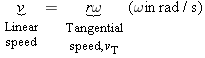 v = rω (ω in rad / s)
Linear Tangential
speed speed, vT